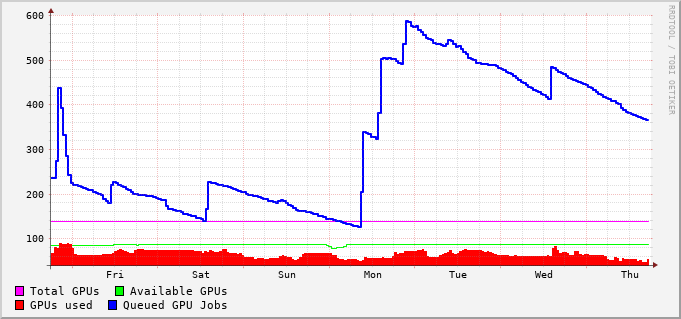 600
500
400
300
200
100
Fri Sat Sun Mon Tue Wed Thu
Total GPUs Available GPUs
GPUs used Queued GPU Jobs
RRDTOOL / TOBI OETIKER